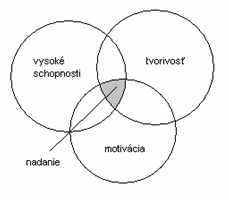 vysoké
schopnosti
tvorivosť
nadanie
motivácia